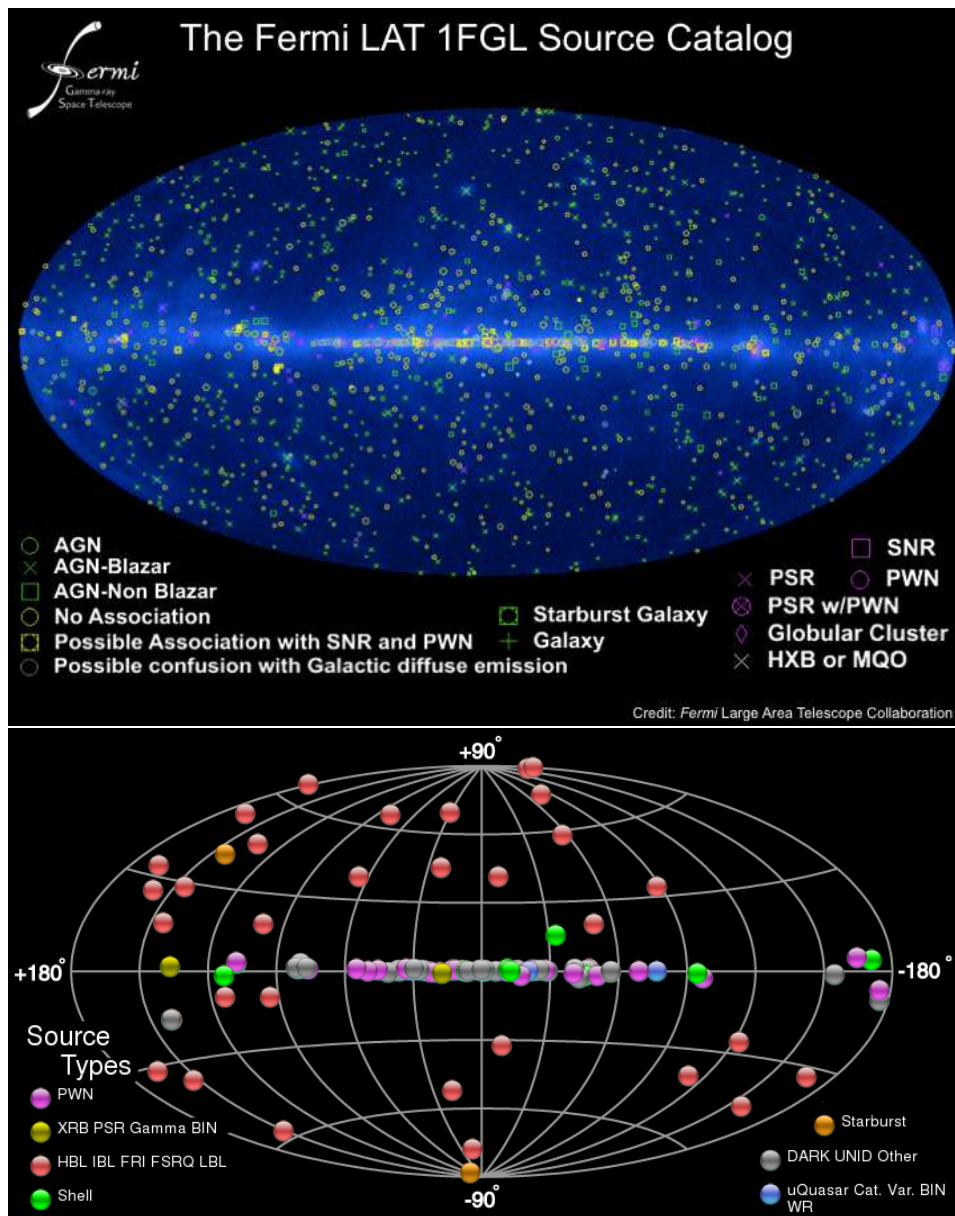 The Fermi LAT 1FGL Source Catalog
Fermi
Gamma-ray
Space Telescope
AGN
AGN-Blazar
AGN-Non Blazar
No Association
Possible Association with SNR and PWN
Possible confusion with Galactic diffuse emission
Starburst Galaxy
Galaxy
SNR
PSR
PWN
PSR w/PWN
Globular Cluster
HXB or MQO
Credit: Fermi Large Area Telescope Collaboration
+90°
+180°
-180°
-90°
Source
Types
PWN
XRB PSR Gamma BIN
HBL IBL FRI FSRQ LBL
Shell
Starburst
DARK UNID Other
uQuasar Cat. Var. BIN
WR